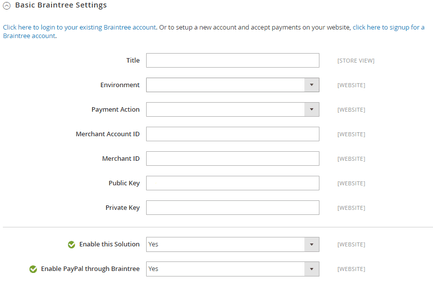 Basic Braintree Settings
Click here to login to your existing Braintree account. Or to setup a new account and accept payments on your website, click here to signup for a
Braintree account.
Title [STORE VIEW]
Environment [WEBSITE]
Payment Action [WEBSITE]
Merchant Account ID [WEBSITE]
Merchant ID [WEBSITE]
Public Key [WEBSITE]
Private Key [WEBSITE]
Enable this Solution Yes [WEBSITE]
Enable PayPal through Braintree Yes [WEBSITE]